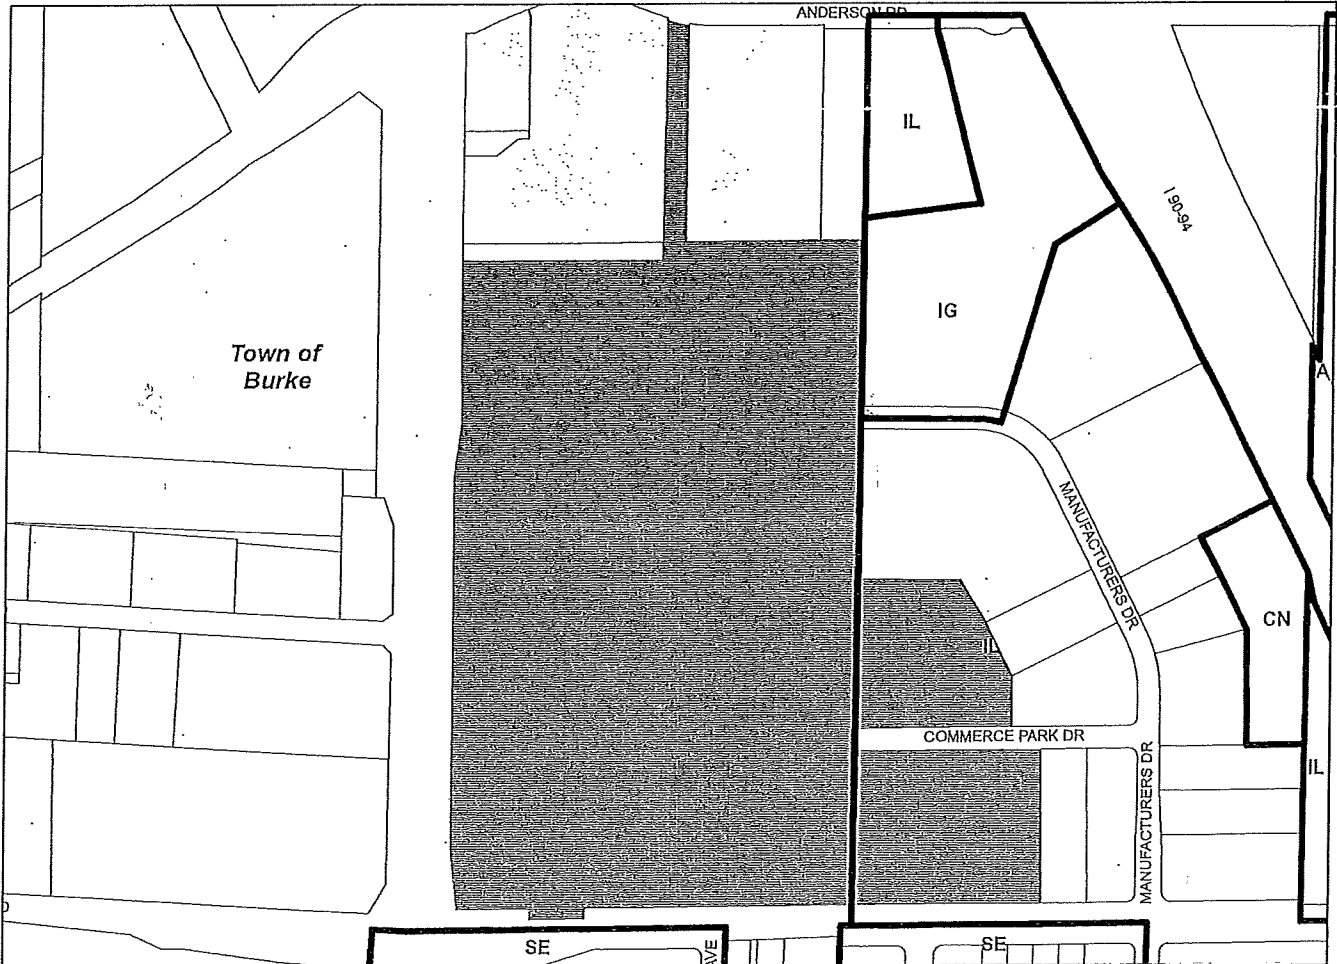 ANDERSON RD
IL
I 90-94
IG
Town of
Burke
A
MANUFACTURERS DR
IL
CN
COMMERCE PARK DR
MANUFACTURERS DR
IL
SE
AVE
SE